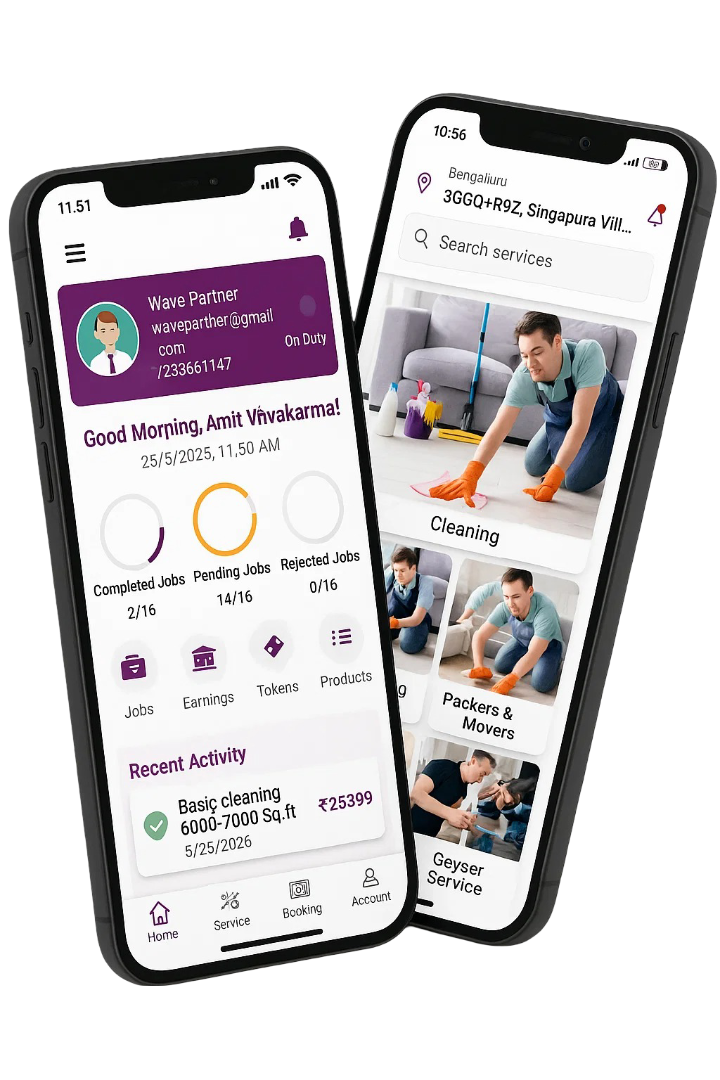 11.51
Wave Partner
waveparther@gmail
com
/233661147
On Duty
Good Morning, Amit Vhvakarma!
25/5/2025, 11,50 AM
Completed Jobs
Pending Jobs
Rejected Jobs
2/16
14/16
0/16
Jobs
Earnings
Tokens
Products
Recent Activity
Basiç cleaning
6000-7000 Sq.ft
₹25399
5/25/2026
Home
Service
Booking
Account
10:56
Bengaliuru
3GGQ+R9Z, Singapura Vill...
Search services
Cleaning
g
Packers &
Movers
Geyser
Service